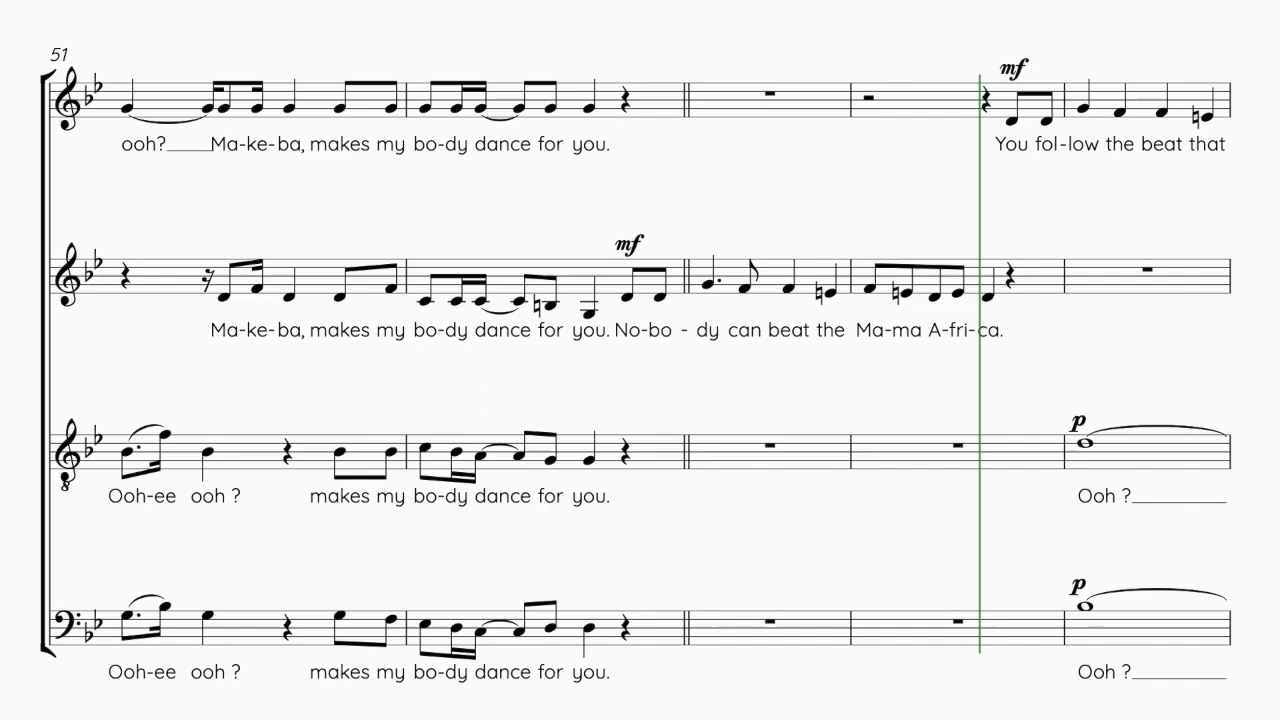 51
mf
ooh?____Ma-ke-ba, makes my bo-dy dance for you. You fol-low the beat that
mf
Ma-ke-ba, makes my bo-dy dance for you. No-bo - dy can beat the Ma-ma A-fri-ca.
p
Ooh-ee ooh ? makes my bo-dy dance for you. Ooh ?________
p
Ooh-ee ooh ? makes my bo-dy dance for you. Ooh ?________